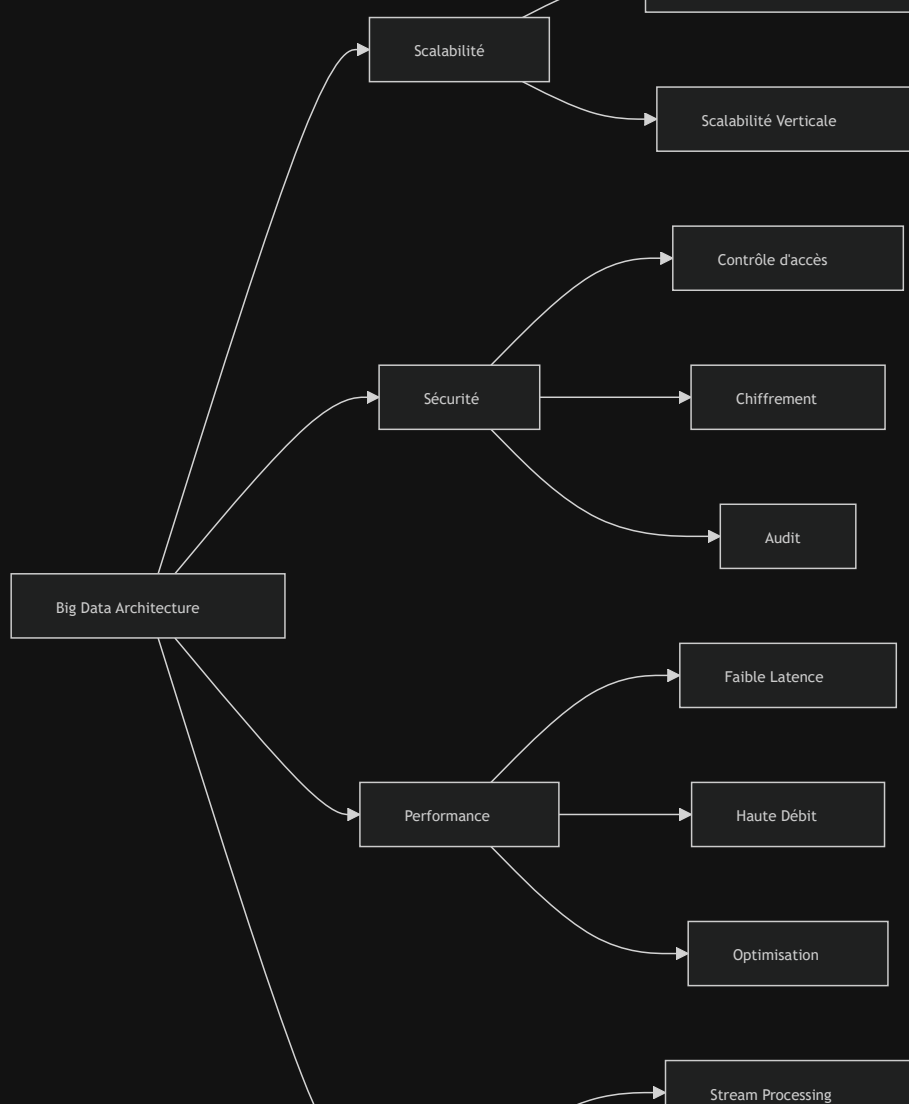 Scalabilité
Scalabilité Verticale
Contrôle d'accès
Sécurité
Chiffrement
Audit
Big Data Architecture
Faible Latence
Performance
Haute Débit
Optimisation
Stream Processing